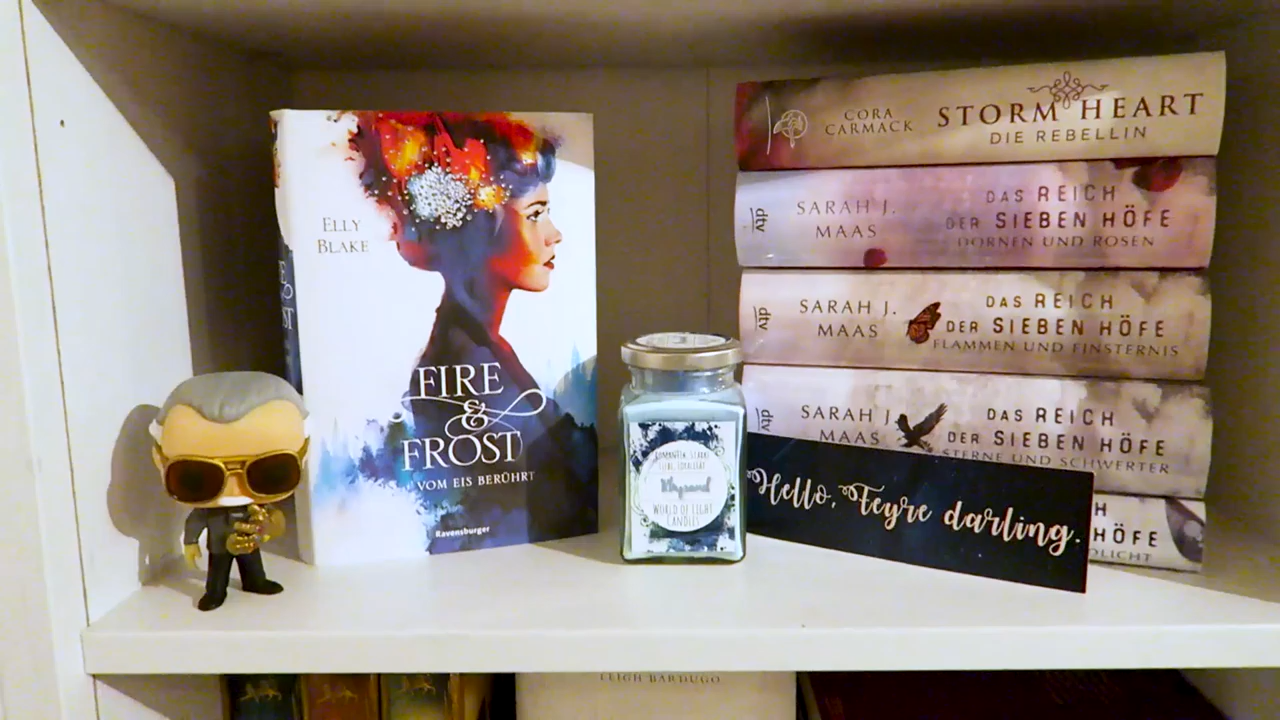 ELLY
BLAKE
FIRE
&
FROST
VOM EIS BERÜHRT
Ravensburger
Rhysand
WORLD OF LIGHT
CANDLES
CORA
CARMACK
STORM HEART
DIE REBELLIN
dtv
SARAH J.
MAAS
DAS REICH
DER SIEBEN HÖFE
DORNEN UND ROSEN
dtv
SARAH J.
MAAS
DAS REICH
DER SIEBEN HÖFE
FLAMMEN UND FINSTERNIS
dtv
SARAH J.
MAAS
DAS REICH
DER SIEBEN HÖFE
STERNE UND SCHWERTER
Hello, Feyre darling.
H
HÖFE
DLICHT
LEIGH BARDUGO